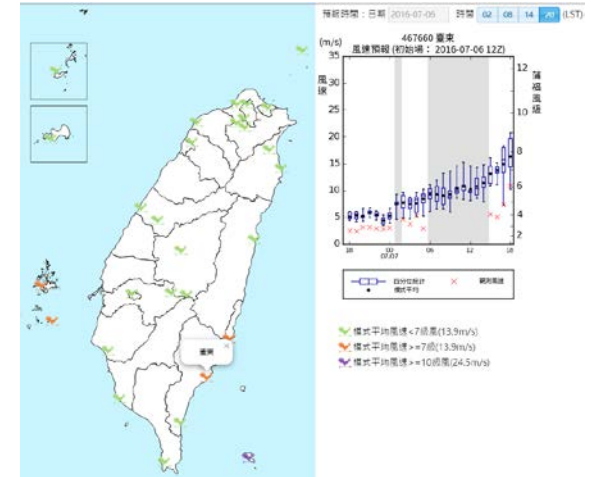 預報時間：日期 2016-07-06 時間 02 08 14 20 (LST)
467660 臺東
(m/s)
風速預報 (初始場： 2016-07-06 12Z)
風速
蒲福風級
35
30
25
20
15
10
5
0
12
10
8
6
4
2
18 00 06 12 18
07/07
百分位統計
模式平均
觀測風速
臺東 ×
模式平均風速<7級風(13.9m/s)
模式平均風速>=7級(13.9m/s)
模式平均風速>=10級風(24.5m/s)